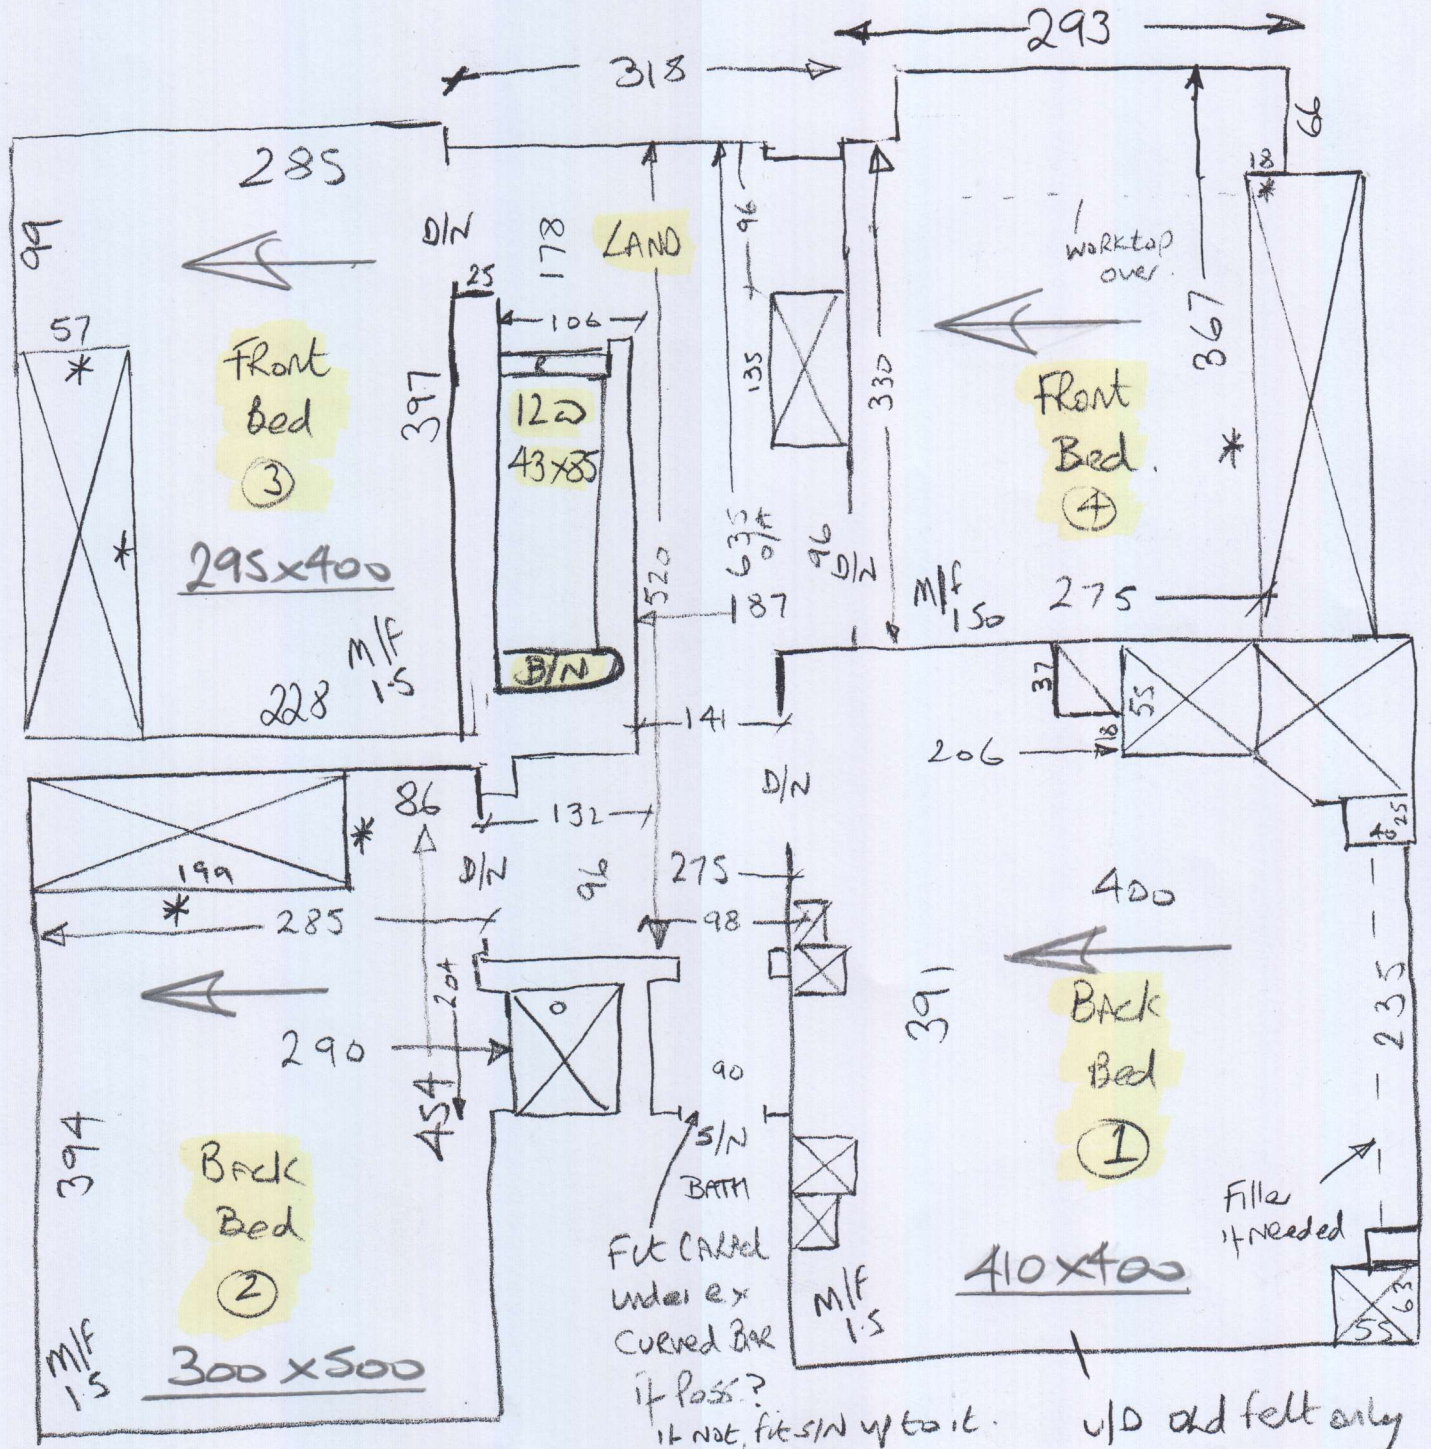 293
318
66
285
18
*
99
D/N
178
LAND
96
worktop
over.
25
57
*
106
367
Front
Bed
③
397
R
12
43x85
135
330
Front
Bed.
④
*
*
295x400
520
635
O/A
96
D/N
187
M/F
1.50
275
M/F
1.5
B/N
228
37
55
18
141
206
86
*
199
*
D/N
132
D/N
96
275
25
285
98
400
204
391
235
290
454
Back
Bed
①
90
394
S/N
BATH
Back
Bed
②
Filler
if needed
Fit Carpet
under ex
Curved Bar
if Poss?
If Not, fit S/N up to it.
410x400
M/F
1.5
63
55
M/F
1.5
300x500
U/D old felt only